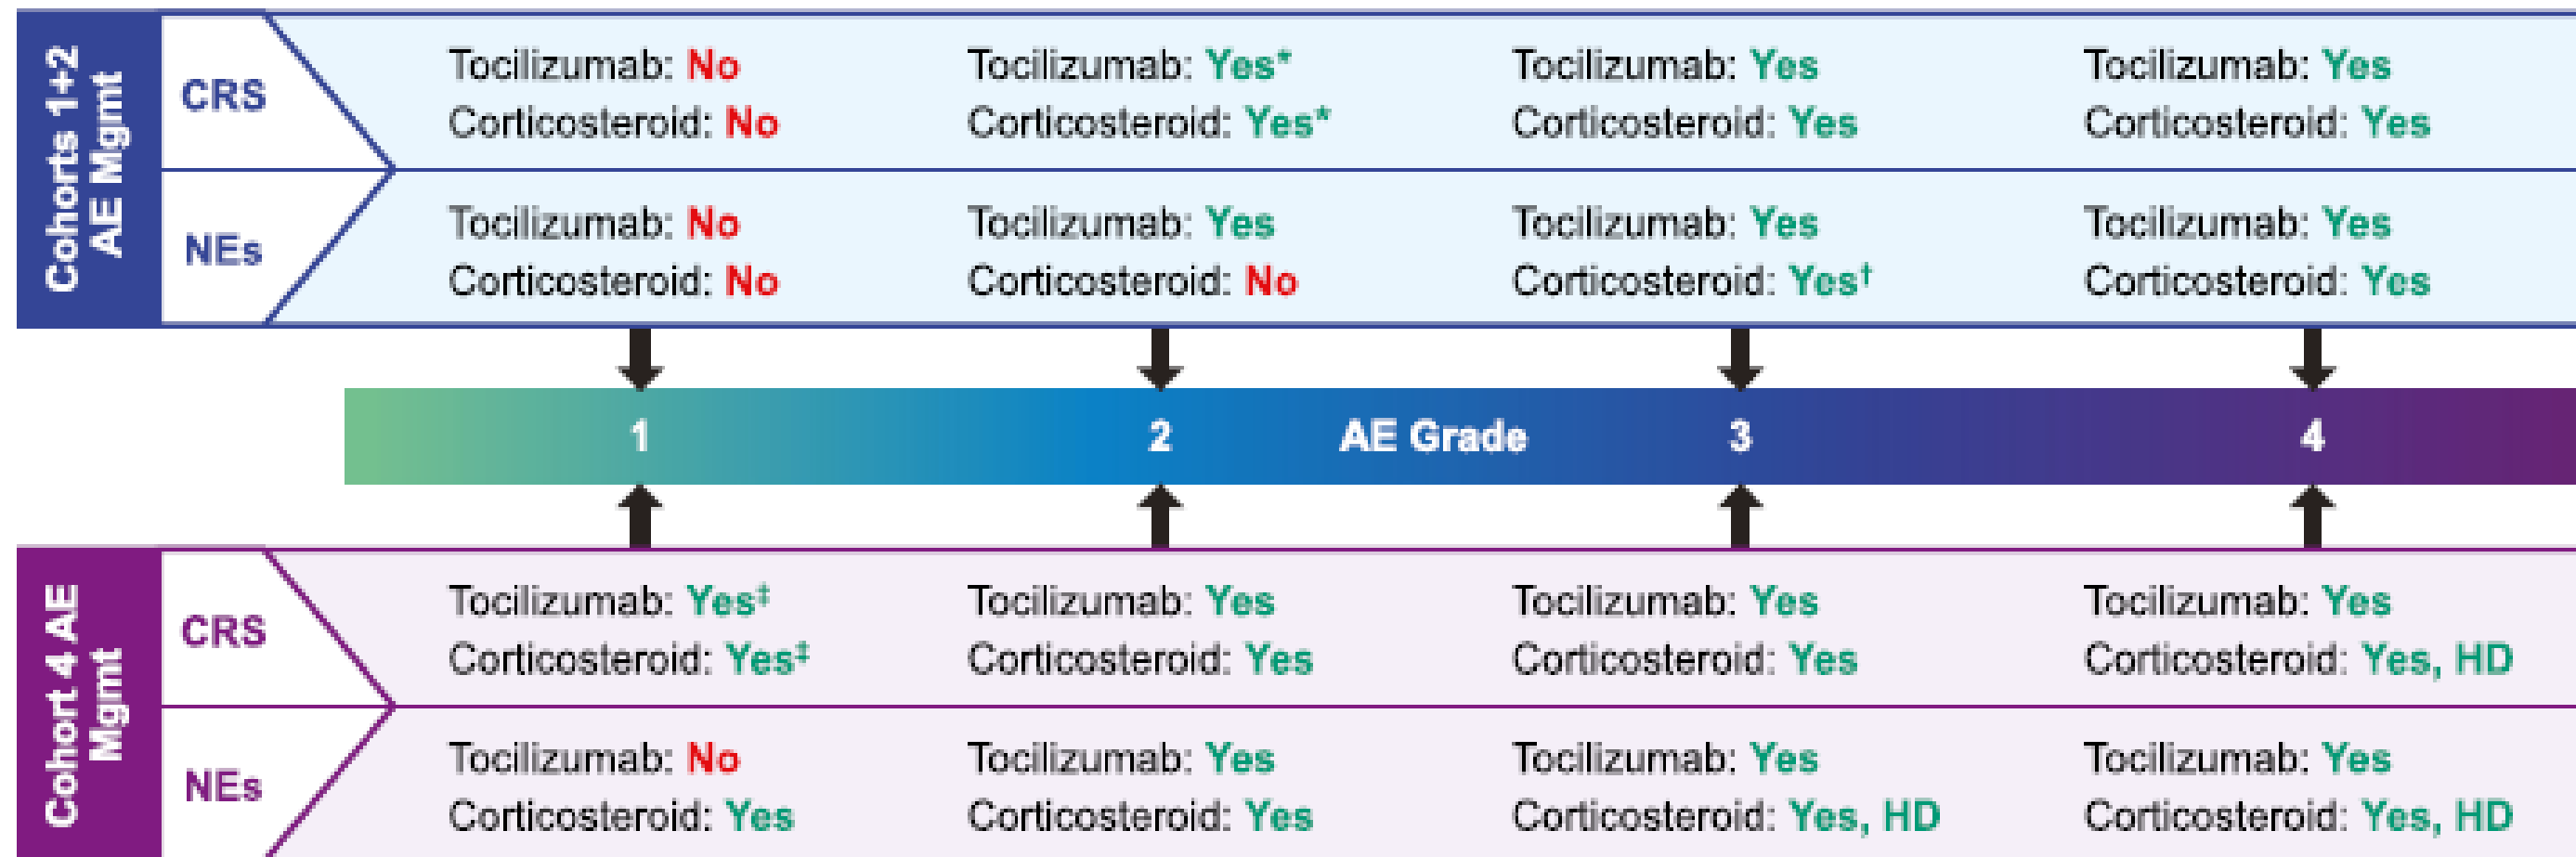 Cohorts 1+2
AE Mgmt
CRS
Tocilizumab: No
Corticosteroid: No
Tocilizumab: Yes*
Corticosteroid: Yes*
Tocilizumab: Yes
Corticosteroid: Yes
Tocilizumab: Yes
Corticosteroid: Yes
NEs
Tocilizumab: No
Corticosteroid: No
Tocilizumab: Yes
Corticosteroid: No
Tocilizumab: Yes
Corticosteroid: Yes†
Tocilizumab: Yes
Corticosteroid: Yes
1
2
AE Grade
3
4
Cohort 4 AE
Mgmt
CRS
Tocilizumab: Yes‡
Corticosteroid: Yes‡
Tocilizumab: Yes
Corticosteroid: Yes
Tocilizumab: Yes
Corticosteroid: Yes
Tocilizumab: Yes
Corticosteroid: Yes, HD
NEs
Tocilizumab: No
Corticosteroid: Yes
Tocilizumab: Yes
Corticosteroid: Yes
Tocilizumab: Yes
Corticosteroid: Yes, HD
Tocilizumab: Yes
Corticosteroid: Yes, HD